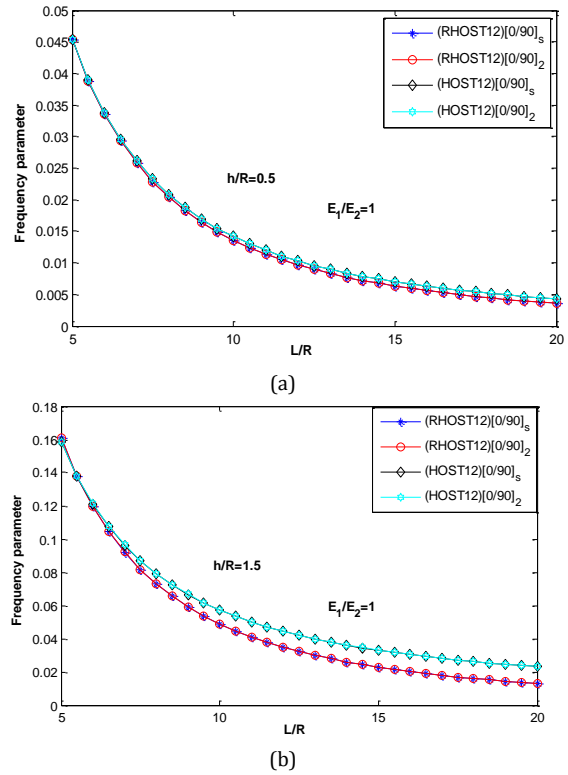 0.05
0.045
0.04
0.035
0.03
0.025
0.02
0.015
0.01
0.005
0
Frequency parameter
(RHOST12)[0/90]s
(RHOST12)[0/90]2
(HOST12)[0/90]s
(HOST12)[0/90]2
h/R=0.5
E1/E2=1
5
10
15
20
L/R
(a)
0.18
0.16
0.14
0.12
0.1
0.08
0.06
0.04
0.02
0
Frequency parameter
(RHOST12)[0/90]s
(RHOST12)[0/90]2
(HOST12)[0/90]s
(HOST12)[0/90]2
h/R=1.5
E1/E2=1
5
10
15
20
L/R
(b)